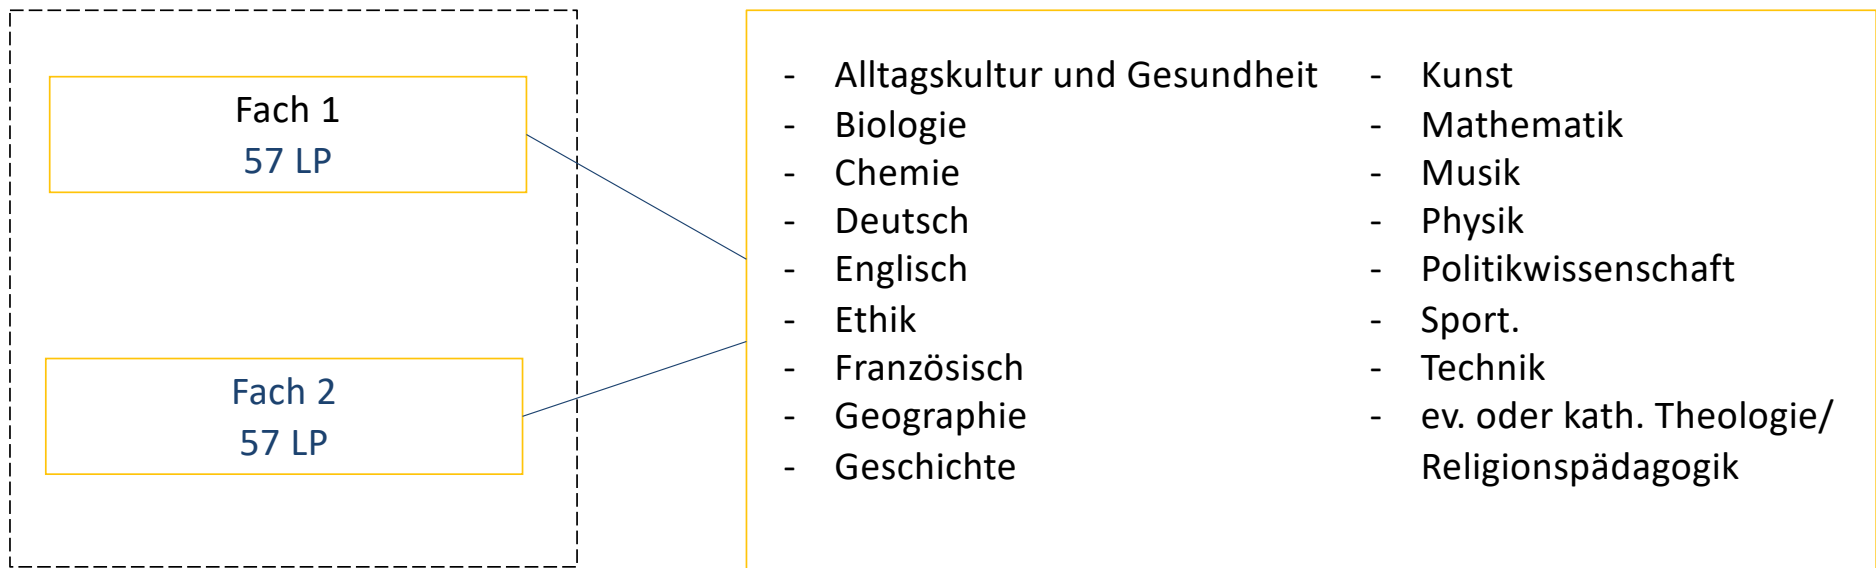 Fach 1
57 LP
Fach 2
57 LP
- Alltagskultur und Gesundheit
- Biologie
- Chemie
- Deutsch
- Englisch
- Ethik
- Französisch
- Geographie
- Geschichte
- Kunst
- Mathematik
- Musik
- Physik
- Politikwissenschaft
- Sport.
- Technik
- ev. oder kath. Theologie/
Religionspädagogik